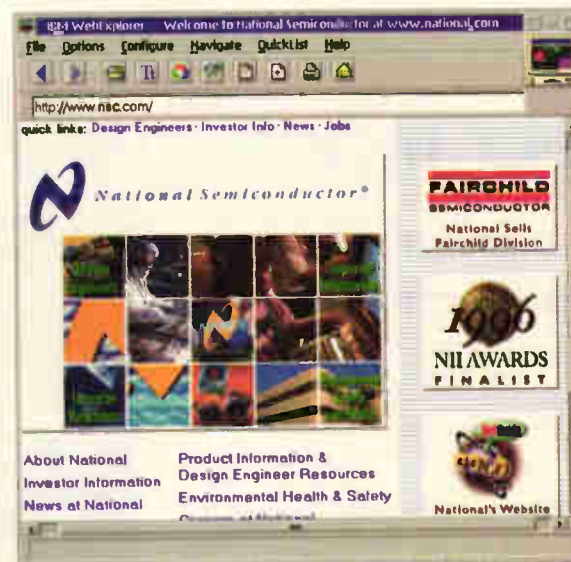 IBM WebExplorer - Welcome to National Semiconductor at www.national.com
File Options Configure Navigate QuickList Help
http://www.nsc.com/
quick links: Design Engineers · Investor Info · News · Jobs
National Semiconductor®
FAIRCHILD
SEMICONDUCTOR
National Sells
Fairchild Division
1996
NII AWARDS
FINALIST
National's Website
About National
Investor Information
News at National
Product Information &
Design Engineer Resources
Environmental Health & Safety